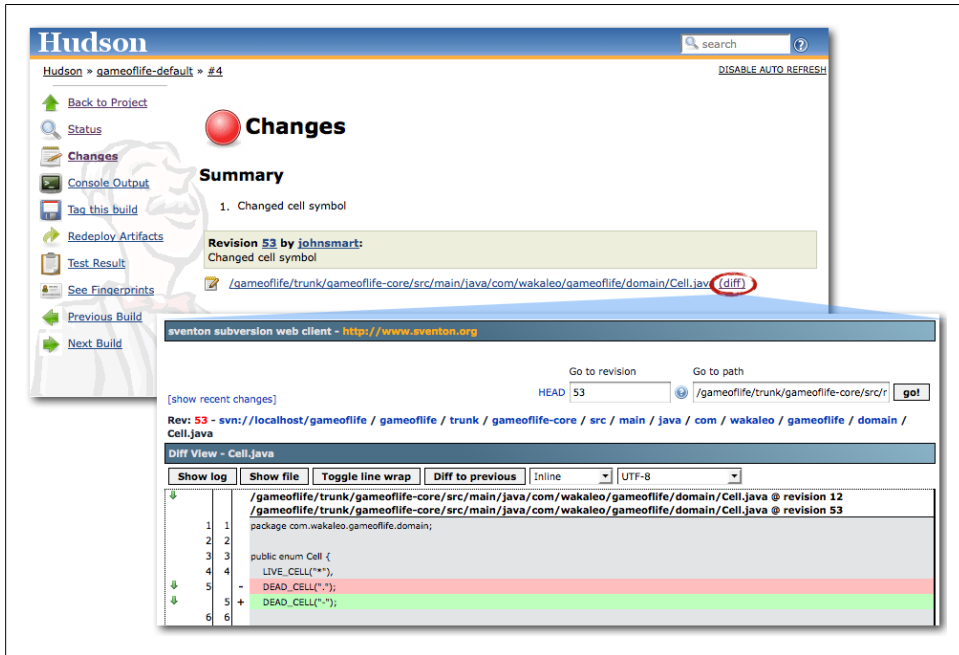 Hudson
search
Hudson » gameoflife-default » #4
DISABLE AUTO REFRESH
Back to Project
Status
Changes
Console Output
Tag this build
Redeploy Artifacts
Test Result
See Fingerprints
Previous Build
Next Build
Changes
Summary
1. Changed cell symbol
Revision 53 by johnsmart:
Changed cell symbol
/gameoflife/trunk/gameoflife-core/src/main/java/com/wakaleo/gameoflife/domain/Cell.java (diff)
sventon subversion web client - http://www.sventon.org
Go to revision Go to path
[show recent changes] HEAD 53 /gameoflife/trunk/gameoflife-core/src/r go!
Rev: 53 - svn://localhost/gameoflife / gameoflife / trunk / gameoflife-core / src / main / java / com / wakaleo / gameoflife / domain /
Cell.java
Diff View - Cell.java
Show log Show file Toggle line wrap Diff to previous Inline UTF-8
/gameoflife/trunk/gameoflife-core/src/main/java/com/wakaleo/gameoflife/domain/Cell.java @ revision 12
/gameoflife/trunk/gameoflife-core/src/main/java/com/wakaleo/gameoflife/domain/Cell.java @ revision 53
1 1 package com.wakaleo.gameoflife.domain;
2 2
3 3 public enum Cell {
4 4 LIVE_CELL("*"),
5 - DEAD_CELL(".");
5 + DEAD_CELL("-");
6 6